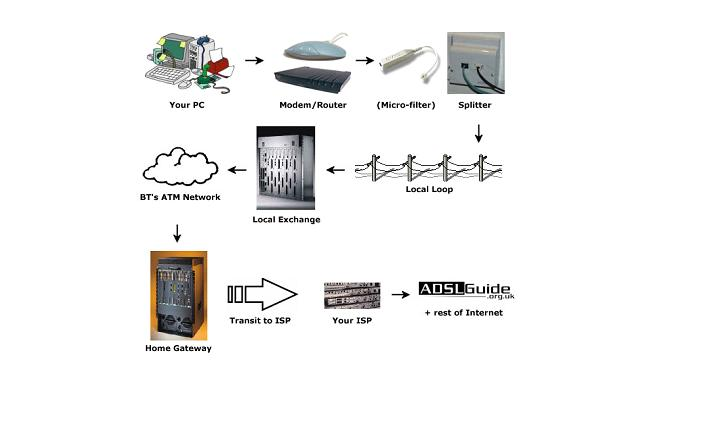 Your PC
Modem/Router
(Micro-filter)
Splitter
Local Loop
Local Exchange
BT's ATM Network
Home Gateway
Transit to ISP
Your ISP
ADSLGuide
.org.uk
+ rest of Internet